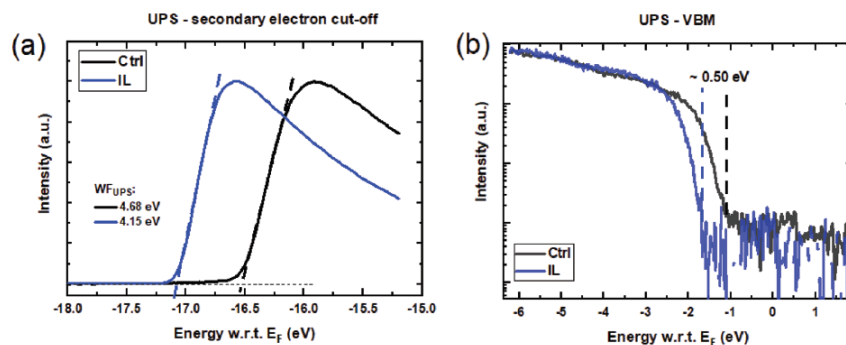 UPS - secondary electron cut-off
(a)
Ctrl
IL
Intensity (a.u.)
WFUPS:
4.68 eV
4.15 eV
-18.0 -17.5 -17.0 -16.5 -16.0 -15.5 -15.0
Energy w.r.t. EF (eV)
UPS - VBM
(b)
~ 0.50 eV
Intensity (a.u.)
Ctrl
IL
-6 -5 -4 -3 -2 -1 0 1
Energy w.r.t. EF (eV)